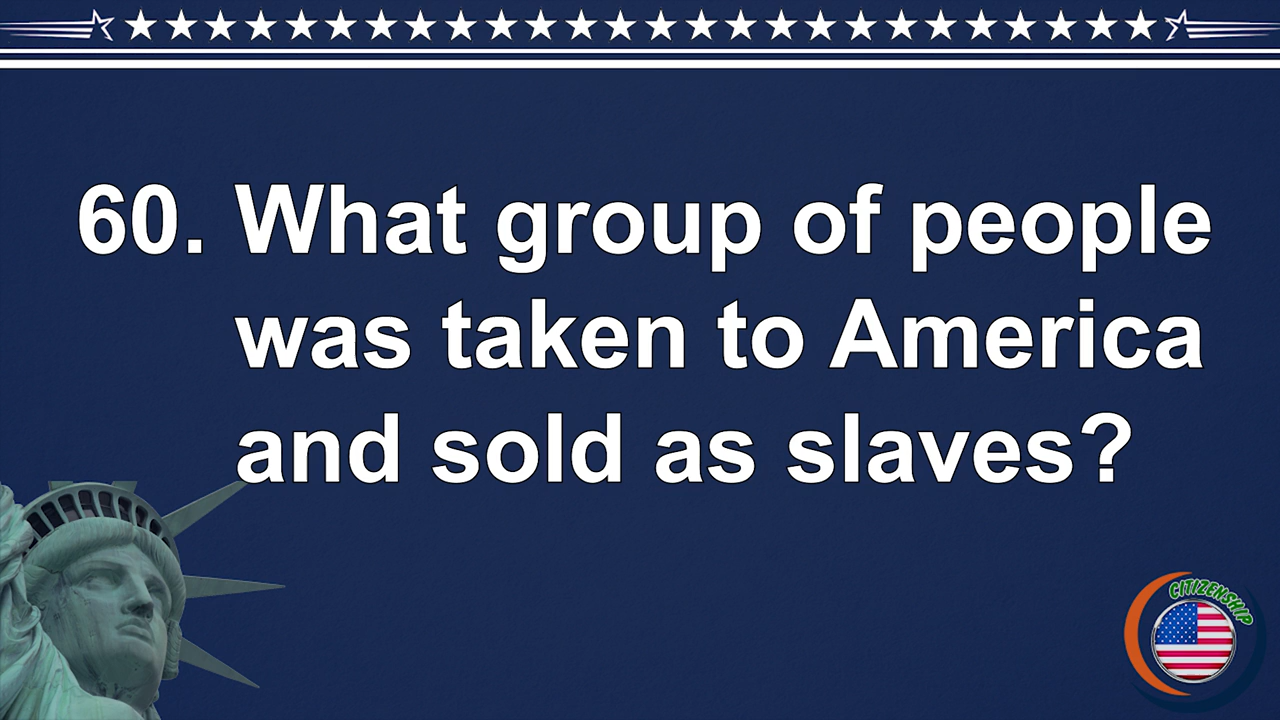 60. What group of people
was taken to America
and sold as slaves?
CITIZENSHIP